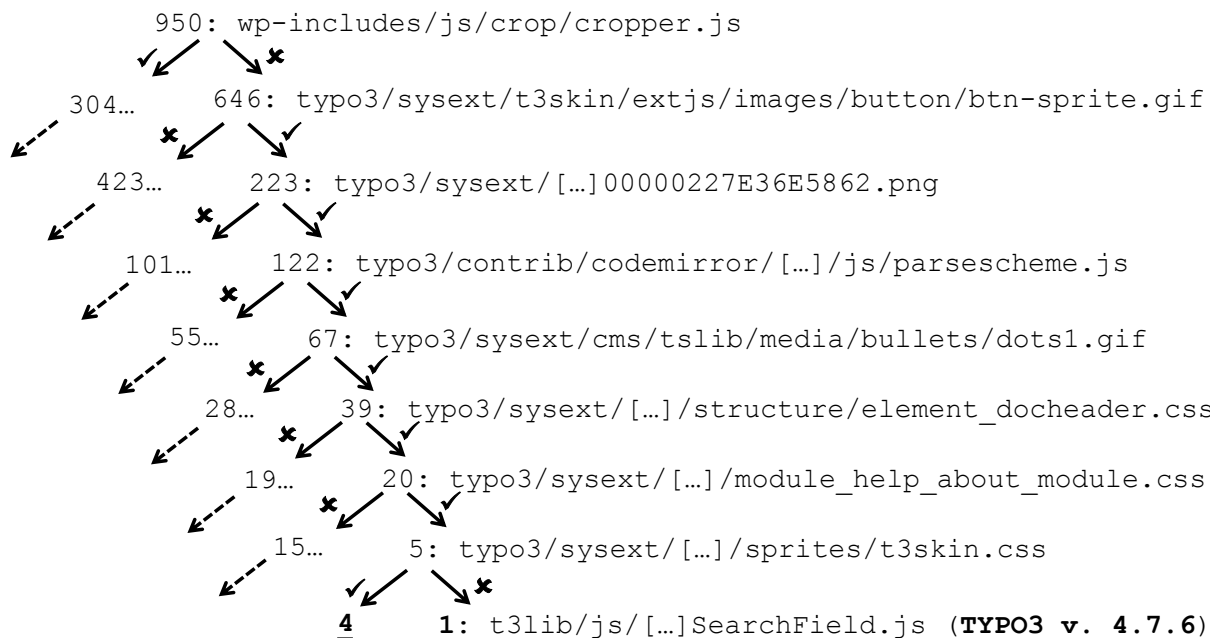 950: wp-includes/js/crop/cropper.js
✓ ✘
304… 646: typo3/sysext/t3skin/extjs/images/button/btn-sprite.gif
✘ ✓
423… 223: typo3/sysext/[…]00000227E36E5862.png
✘ ✓
101… 122: typo3/contrib/codemirror/[…]/js/parsescheme.js
✘ ✓
55… 67: typo3/sysext/cms/tslib/media/bullets/dots1.gif
✘ ✓
28… 39: typo3/sysext/[…]/structure/element_docheader.css
✘ ✓
19… 20: typo3/sysext/[…]/module_help_about_module.css
✘ ✓
15… 5: typo3/sysext/[…]/sprites/t3skin.css
✓ ✘
4 1: t3lib/js/[…]SearchField.js (TYPO3 v. 4.7.6)